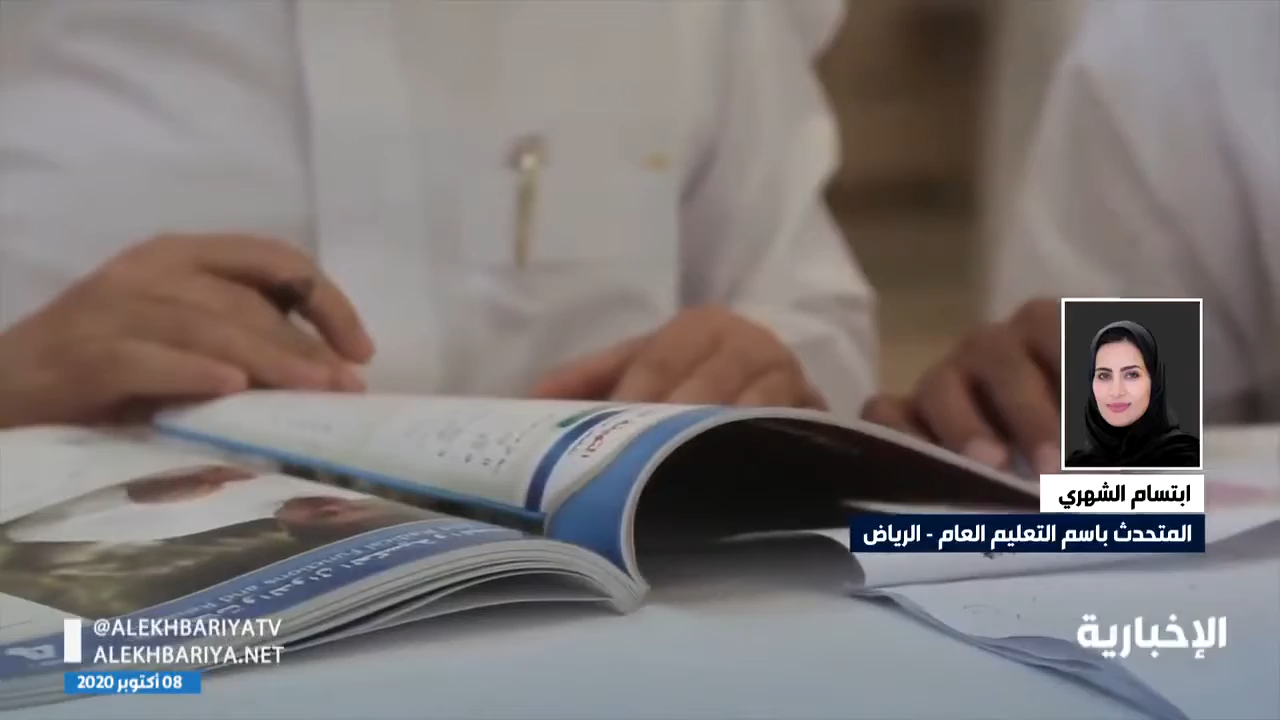 ابتسام الشهري
المتحدث باسم التعليم العام - الرياض
الإخبارية
@ALEKHBARIYATV
ALEKHBARIYA.NET
08 أكتوبر 2020